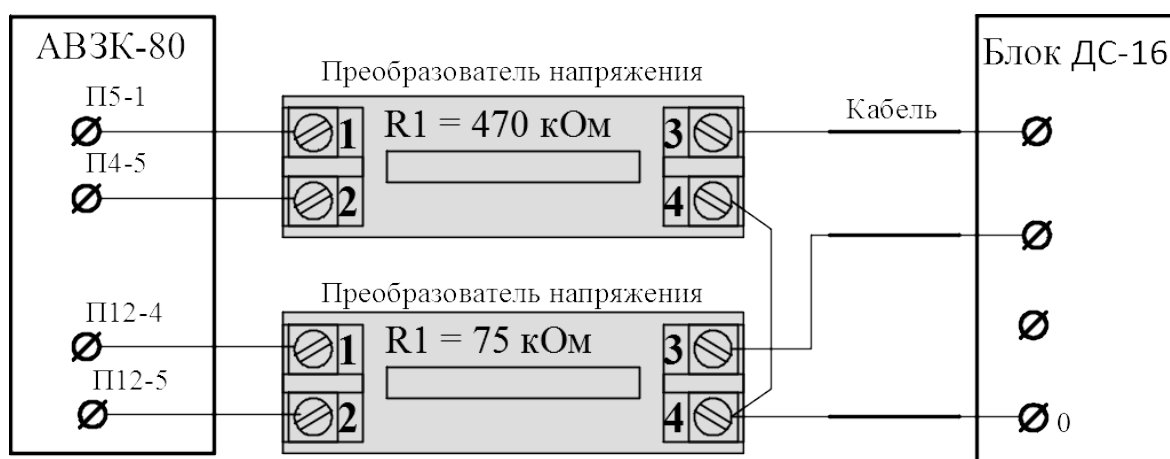 АВЗК-80
П5-1
П4-5
П12-4
П12-5
Преобразователь напряжения
R1 = 470 кОм
1
2
3
4
Преобразователь напряжения
R1 = 75 кОм
1
2
3
4
Кабель
Блок ДС-16
0